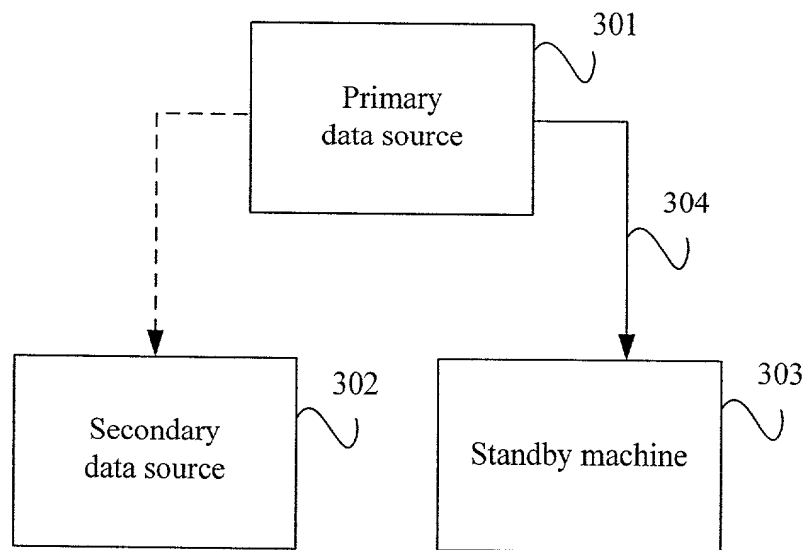 301
Primary
data source
304
302
303
Secondary
data source
Standby machine